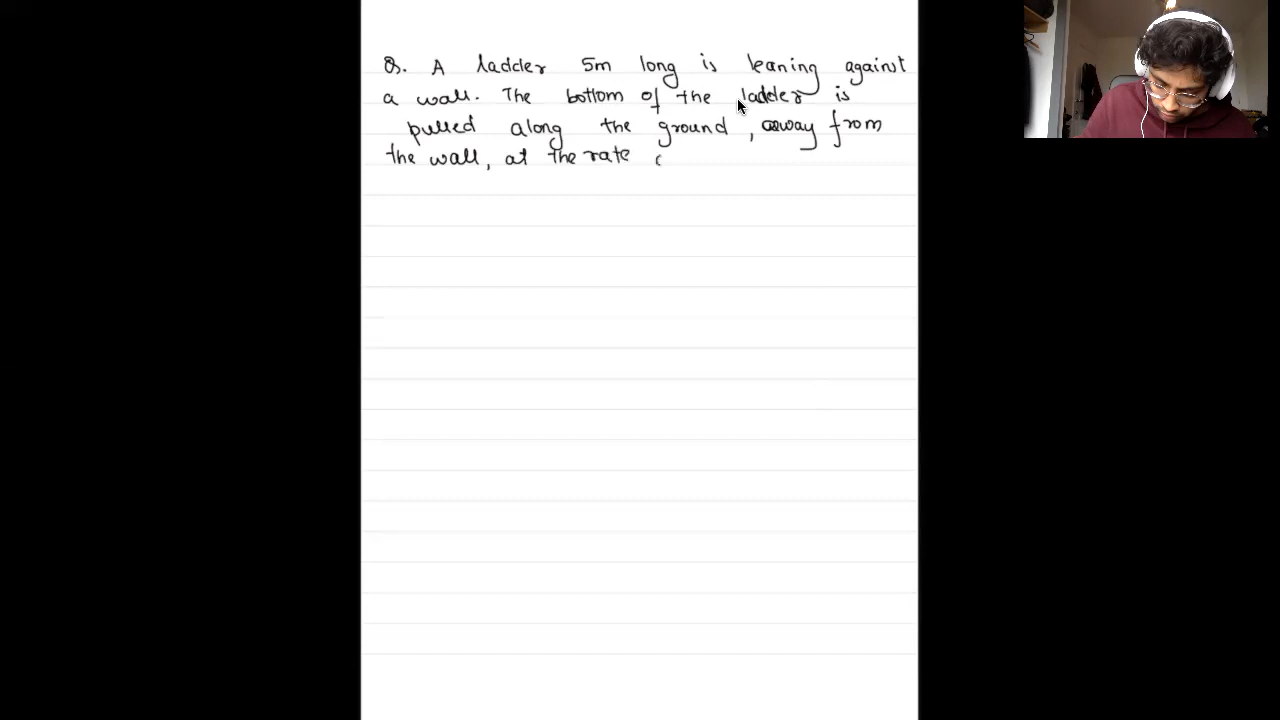 Q. A ladder 5m long is leaning against
a wall. The bottom of the ladder is
pulled along the ground, away from
the wall, at the rate